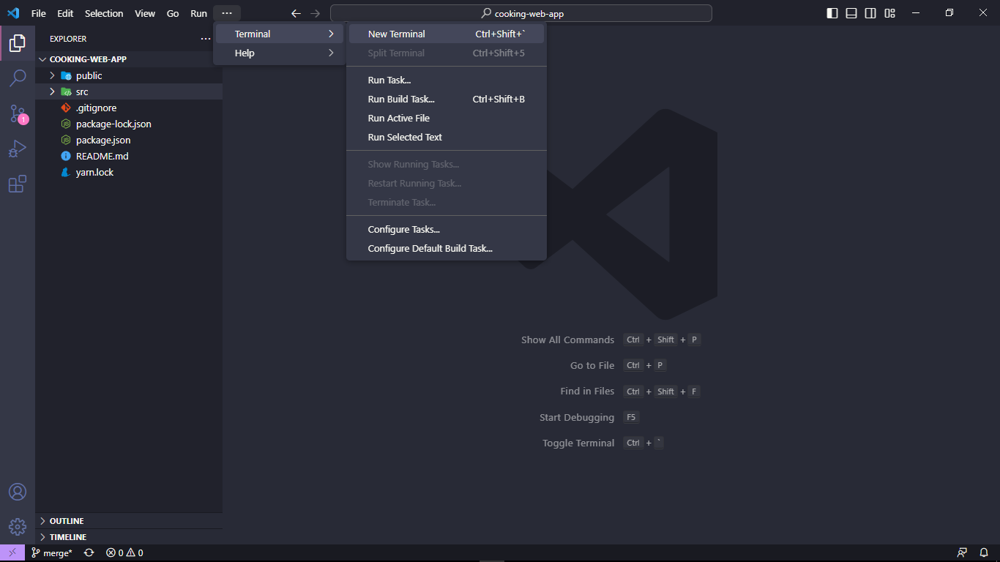 File Edit Selection View Go Run ··· cooking-web-app
EXPLORER ···
COOKING-WEB-APP
public
src
.gitignore
package-lock.json
package.json
README.md
yarn.lock
1
OUTLINE
TIMELINE
Terminal
Help
New Terminal Ctrl+Shift+`
Split Terminal Ctrl+Shift+5
Run Task...
Run Build Task... Ctrl+Shift+B
Run Active File
Run Selected Text
Show Running Tasks...
Restart Running Task...
Terminate Task...
Configure Tasks...
Configure Default Build Task...
Show All Commands Ctrl + Shift + P
Go to File Ctrl + P
Find in Files Ctrl + Shift + F
Start Debugging F5
Toggle Terminal Ctrl + `
merge* 0 0